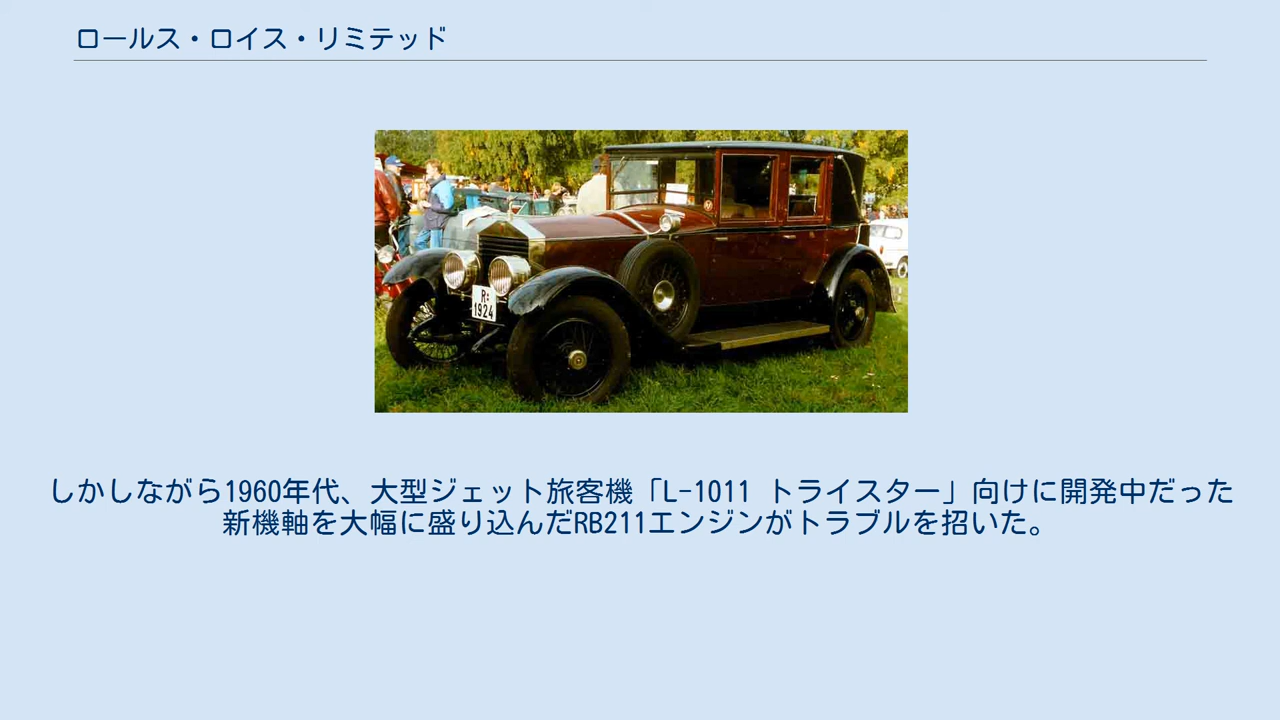 ロールス・ロイス・リミテッド
R:
1924
しかしながら1960年代、大型ジェット旅客機「L-1011 トライスター」向けに開発中だった
新機軸を大幅に盛り込んだRB211エンジンがトラブルを招いた。